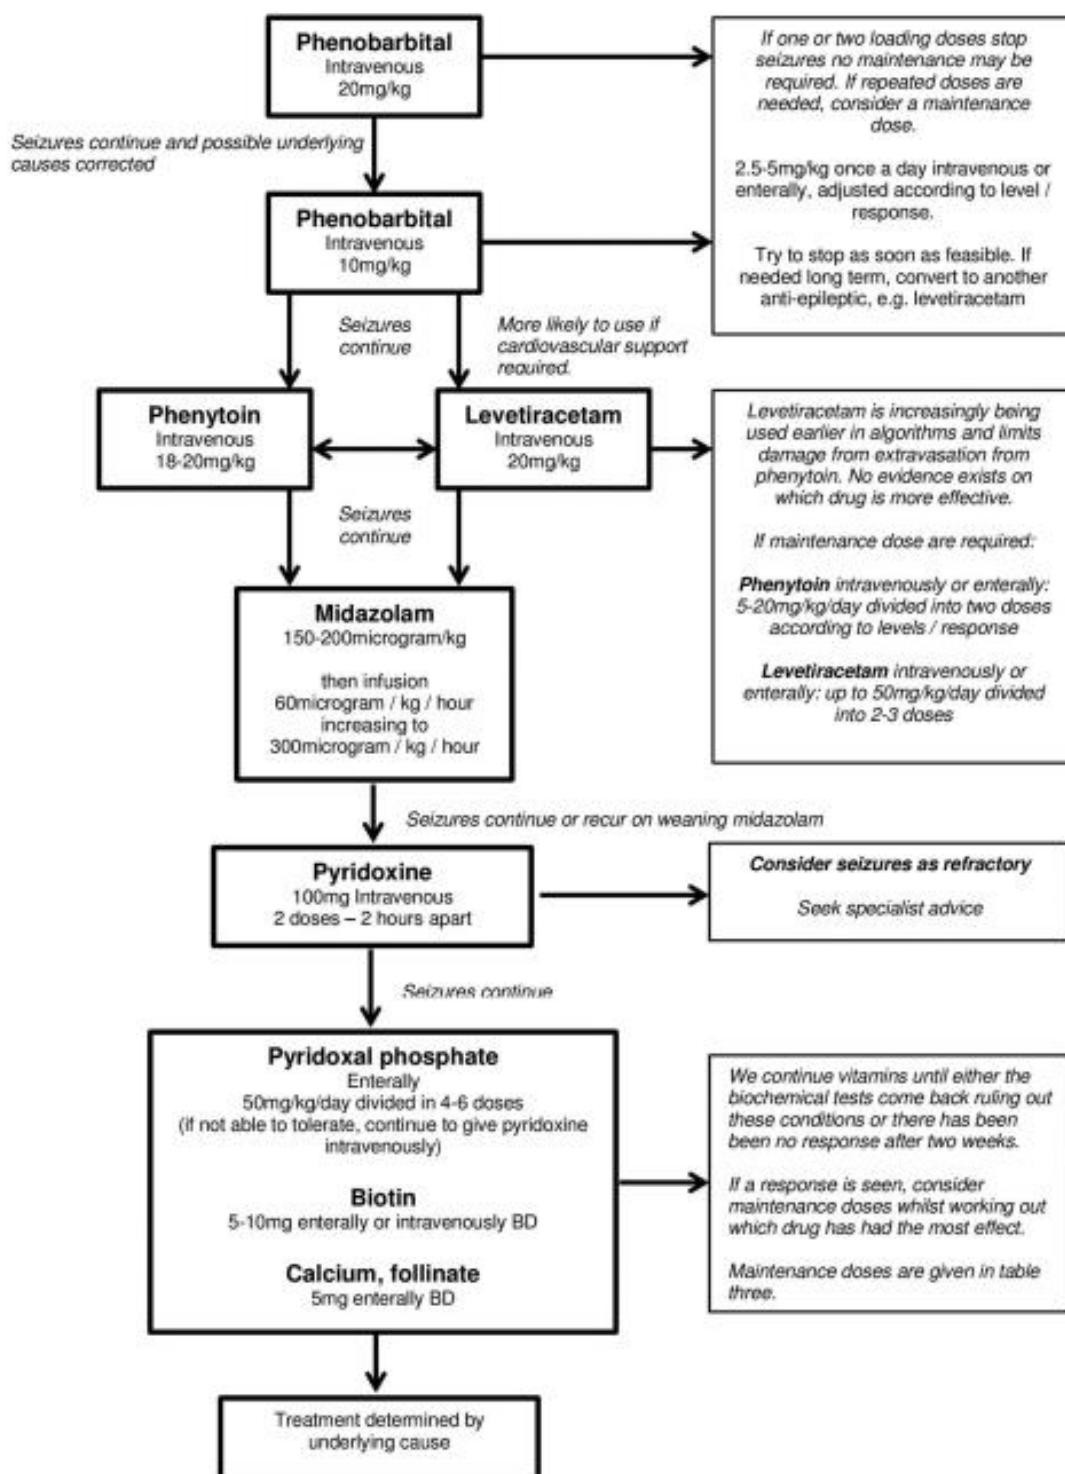 Phenobarbital
Intravenous
20mg/kg
If one or two loading doses stop
seizures no maintenance may be
required. If repeated doses are
needed, consider a maintenance
dose.
2.5-5mg/kg once a day intravenous or
enterally, adjusted according to level /
response.
Try to stop as soon as feasible. If
needed long term, convert to another
anti-epileptic, e.g. levetiracetam
Seizures continue and possible underlying
causes corrected
Phenobarbital
Intravenous
10mg/kg
Seizures
continue
More likely to use if
cardiovascular support
required.
Phenytoin
Intravenous
18-20mg/kg
Levetiracetam
Intravenous
20mg/kg
Levetiracetam is increasingly being
used earlier in algorithms and limits
damage from extravasation from
phenytoin. No evidence exists on
which drug is more effective.
If maintenance dose are required:
Phenytoin intravenously or enterally:
5-20mg/kg/day divided into two doses
according to levels / response
Levetiracetam intravenously or
enterally: up to 50mg/kg/day divided
into 2-3 doses
Seizures
continue
Midazolam
150-200microgram/kg
then infusion
60microgram / kg / hour
increasing to
300microgram / kg / hour
Seizures continue or recur on weaning midazolam
Pyridoxine
100mg Intravenous
2 doses – 2 hours apart
Consider seizures as refractory
Seek specialist advice
Seizures continue
Pyridoxal phosphate
Enterally
50mg/kg/day divided in 4-6 doses
(if not able to tolerate, continue to give pyridoxine
intravenously)
Biotin
5-10mg enterally or intravenously BD
Calcium, follinate
5mg enterally BD
We continue vitamins until either the
biochemical tests come back ruling out
these conditions or there has been
been no response after two weeks.
If a response is seen, consider
maintenance doses whilst working out
which drug has had the most effect.
Maintenance doses are given in table
three.
Treatment determined by
underlying cause